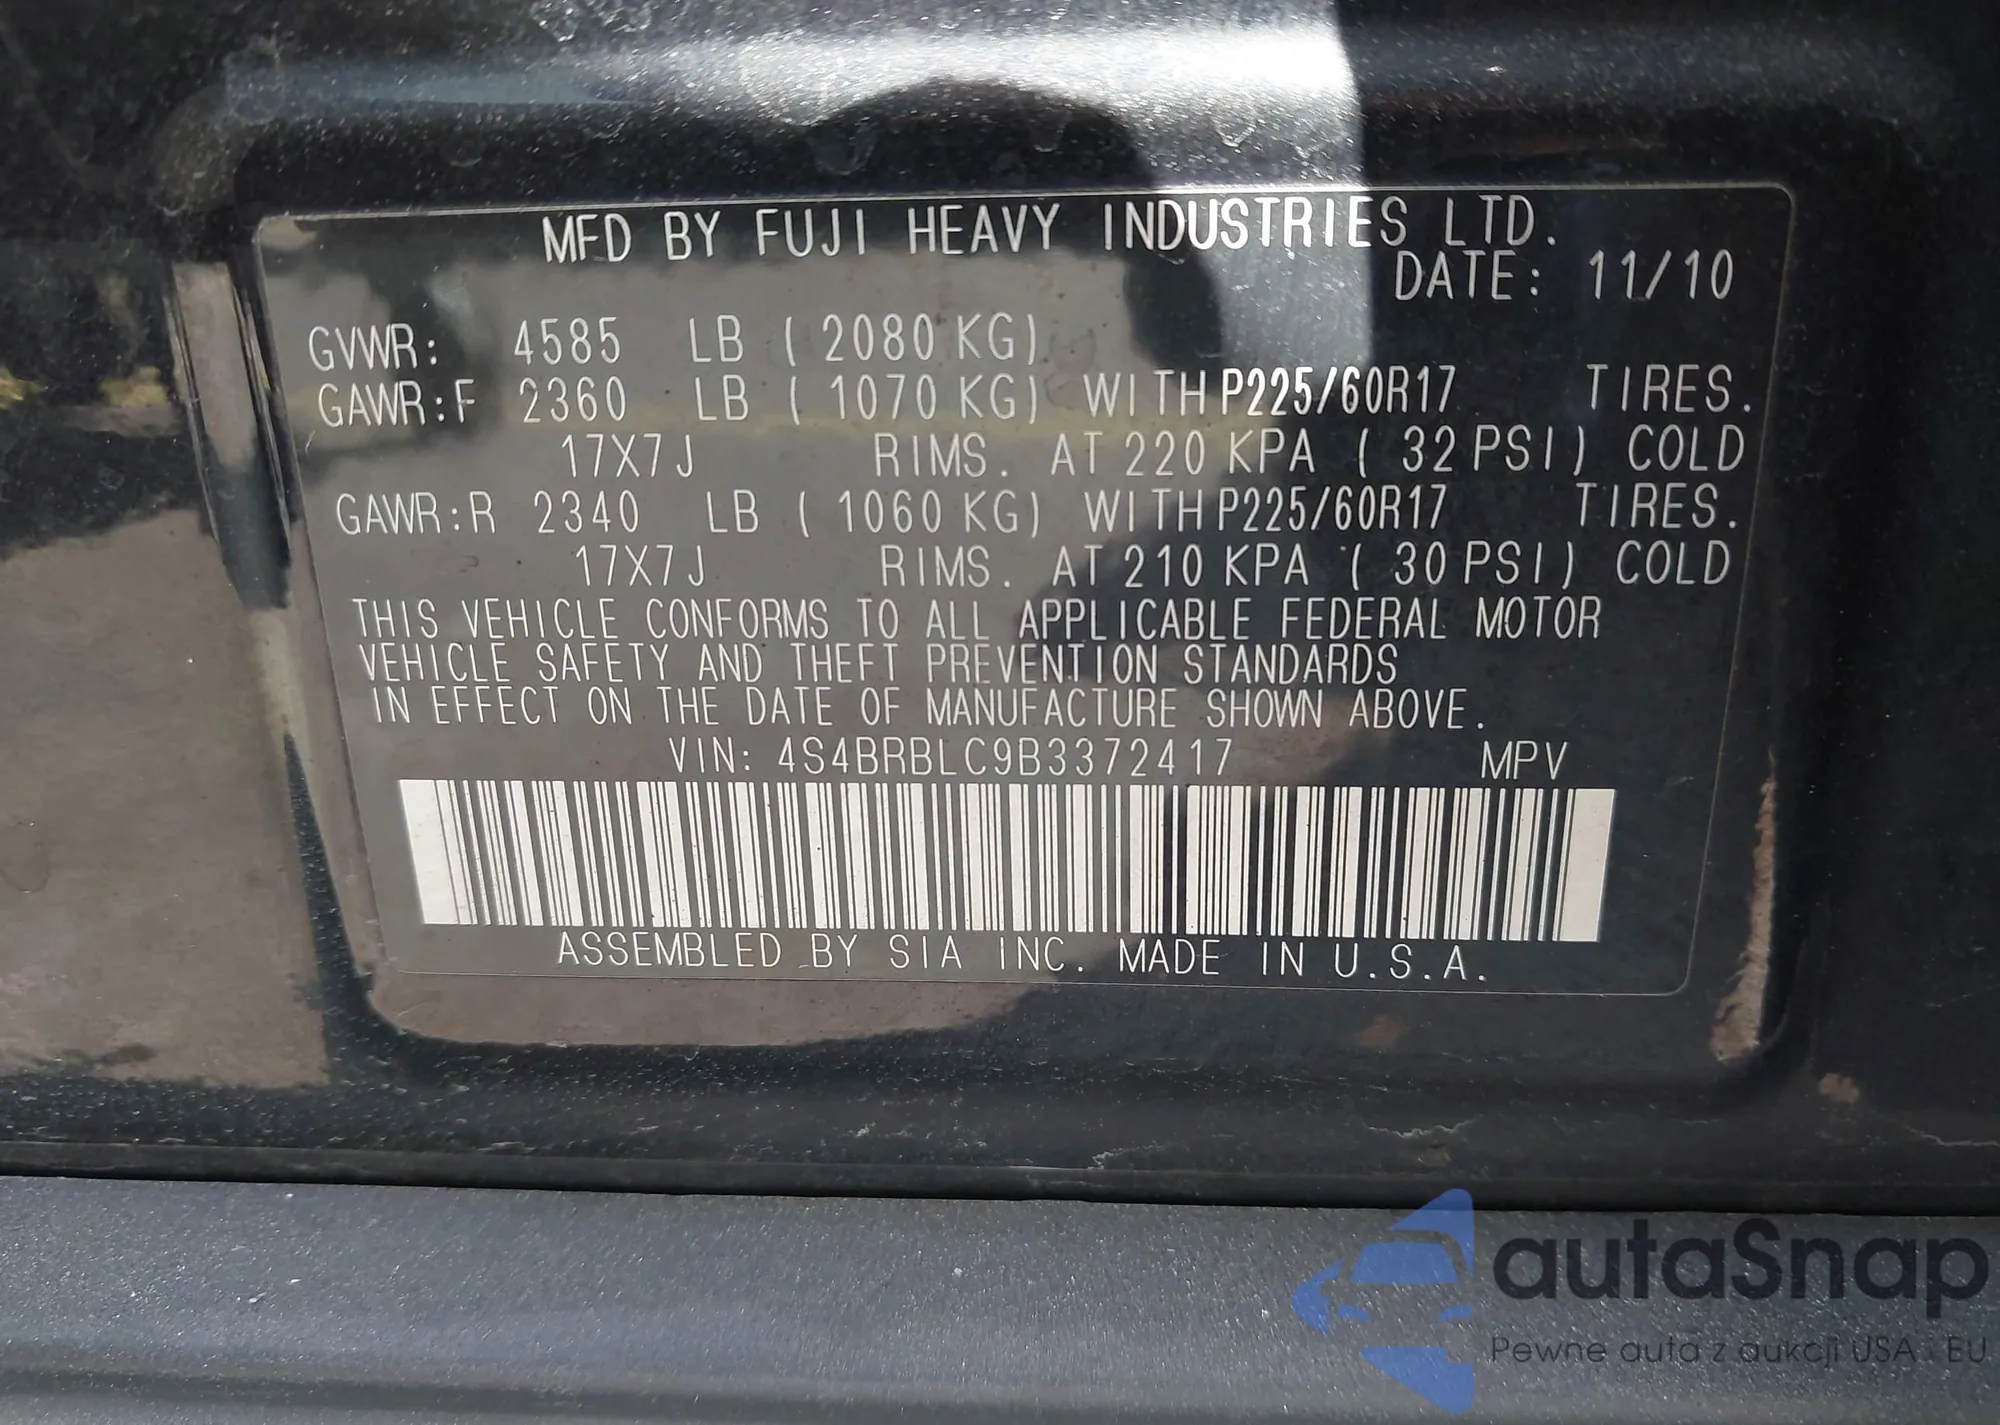 MFD BY FUJI HEAVY INDUSTRIES LTD.
DATE: 11/10
GVWR: 4585 LB ( 2080 KG)
GAWR:F 2360 LB ( 1070 KG) WITH P225/60R17 TIRES.
17X7J RIMS. AT 220 KPA ( 32 PSI) COLD
GAWR:R 2340 LB ( 1060 KG) WITH P225/60R17 TIRES.
17X7J RIMS. AT 210 KPA ( 30 PSI) COLD
THIS VEHICLE CONFORMS TO ALL APPLICABLE FEDERAL MOTOR
VEHICLE SAFETY AND THEFT PREVENTION STANDARDS
IN EFFECT ON THE DATE OF MANUFACTURE SHOWN ABOVE.
VIN: 4S4BRBLC9B3372417 MPV
ASSEMBLED BY SIA INC. MADE IN U.S.A.
autaSnap
Pewne auta z aukcji USA i EU